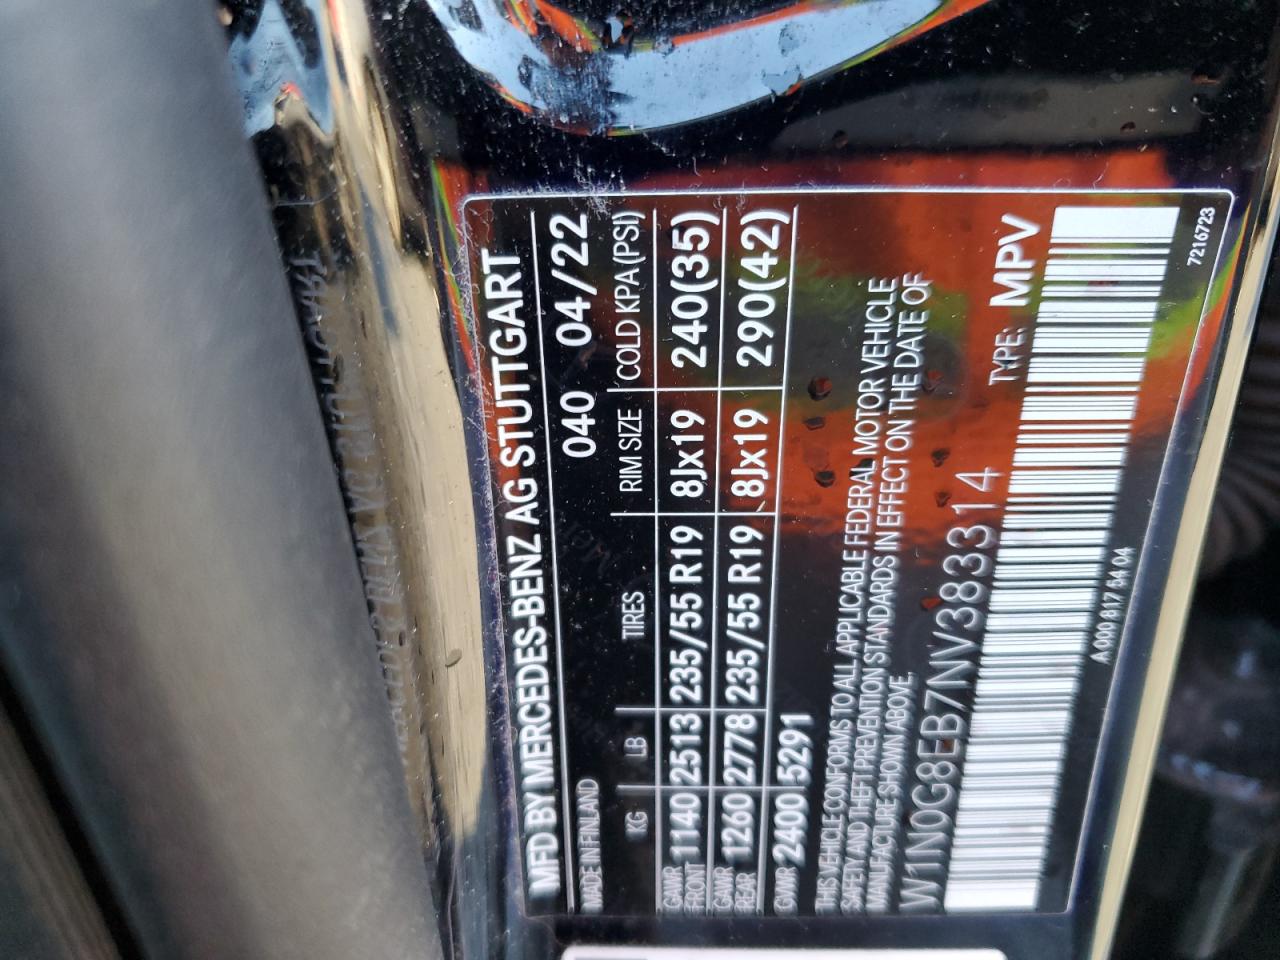 MFD BY MERCEDES-BENZ AG STUTTGART
MADE IN FINLAND 040 04/22
KG LB TIRES RIM SIZE COLD KPA (PSI)
GAWR FRONT 1140 2513 235/55 R19 8Jx19 240(35)
GAWR REAR 1260 2778 235/55 R19 8Jx19 290(42)
GVWR 2400 5291
THIS VEHICLE CONFORMS TO ALL APPLICABLE FEDERAL MOTOR VEHICLE
SAFETY AND THEFT PREVENTION STANDARDS IN EFFECT ON THE DATE OF
MANUFACTURE SHOWN ABOVE.
W1N0G8EB7NV383314 TYPE: MPV
A 000 817 54 04 7216723